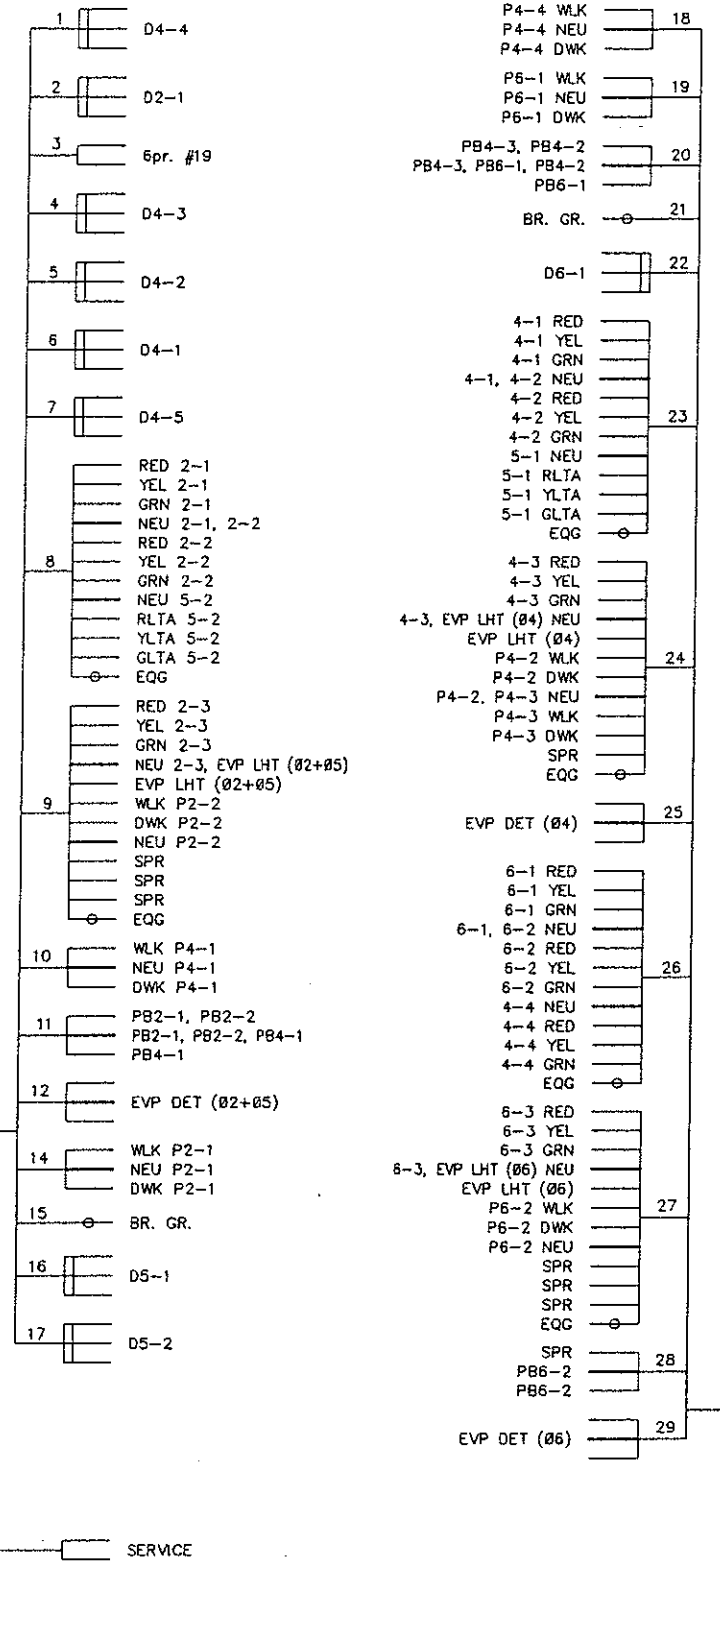 1
D4-4
2
D2-1
3
6pr. #19
4
D4-3
5
D4-2
6
D4-1
7
D4-5
RED 2-1
YEL 2-1
GRN 2-1
NEU 2-1, 2-2
RED 2-2
YEL 2-2
8
GRN 2-2
NEU 5-2
RLTA 5-2
YLTA 5-2
GLTA 5-2
EQG
RED 2-3
YEL 2-3
GRN 2-3
NEU 2-3, EVP LHT (Ø2+Ø5)
EVP LHT (Ø2+Ø5)
9
WLK P2-2
DWK P2-2
NEU P2-2
SPR
SPR
SPR
EQG
10
WLK P4-1
NEU P4-1
DWK P4-1
11
PB2-1, PB2-2
PB2-1, PB2-2, PB4-1
PB4-1
12
EVP DET (Ø2+Ø5)
14
WLK P2-1
NEU P2-1
DWK P2-1
15
BR. GR.
16
D5-1
17
D5-2
SERVICE
P4-4 WLK
P4-4 NEU
P4-4 DWK
18
P6-1 WLK
P6-1 NEU
P6-1 DWK
19
PB4-3, PB4-2
PB4-3, PB6-1, PB4-2
PB6-1
20
BR. GR.
21
D6-1
22
4-1 RED
4-1 YEL
4-1 GRN
4-1, 4-2 NEU
4-2 RED
4-2 YEL
23
4-2 GRN
5-1 NEU
5-1 RLTA
5-1 YLTA
5-1 GLTA
EQG
4-3 RED
4-3 YEL
4-3 GRN
4-3, EVP LHT (Ø4) NEU
EVP LHT (Ø4)
P4-2 WLK
24
P4-2 DWK
P4-2, P4-3 NEU
P4-3 WLK
P4-3 DWK
SPR
EQG
EVP DET (Ø4)
25
6-1 RED
6-1 YEL
6-1 GRN
6-1, 6-2 NEU
6-2 RED
6-2 YEL
26
6-2 GRN
4-4 NEU
4-4 RED
4-4 YEL
4-4 GRN
EQG
6-3 RED
6-3 YEL
6-3 GRN
6-3, EVP LHT (Ø6) NEU
EVP LHT (Ø6)
P6-2 WLK
27
P6-2 DWK
P6-2 NEU
SPR
SPR
SPR
EQG
SPR
PB6-2
PB6-2
28
EVP DET (Ø6)
29